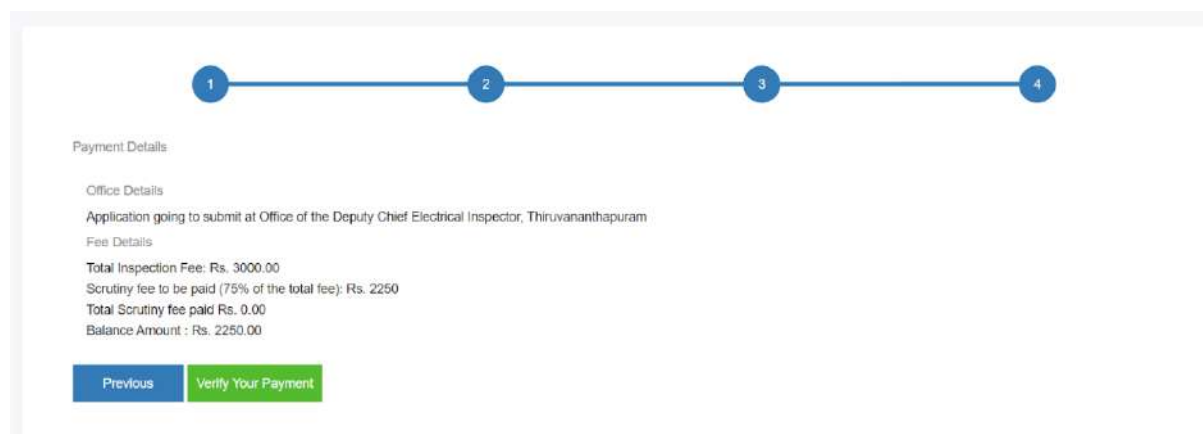 1 2 3 4
Payment Details
Office Details
Application going to submit at Office of the Deputy Chief Electrical Inspector, Thiruvananthapuram
Fee Details
Total Inspection Fee: Rs. 3000.00
Scrutiny fee to be paid (75% of the total fee): Rs. 2250
Total Scrutiny fee paid Rs. 0.00
Balance Amount : Rs. 2250.00
Previous Verify Your Payment